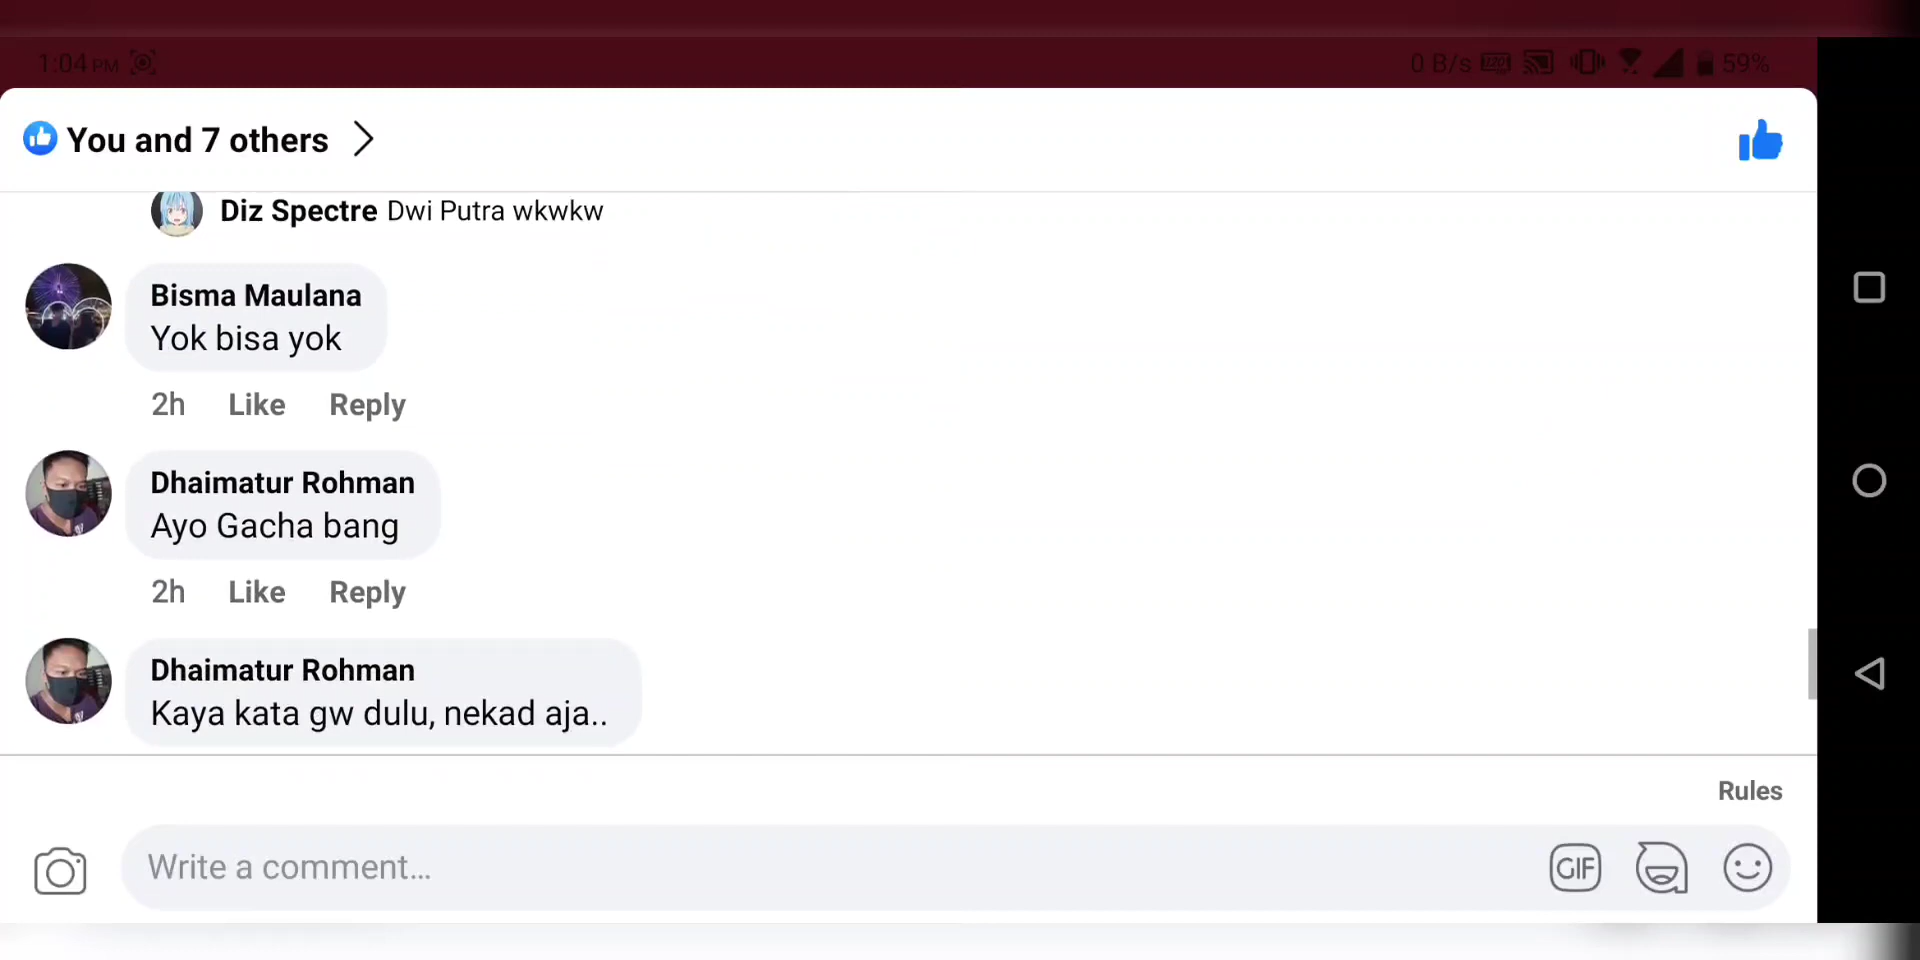 1:04 PM
0 B/s 59%
You and 7 others
Diz Spectre Dwi Putra wkwkw
Bisma Maulana
Yok bisa yok
2h Like Reply
Dhaimatur Rohman
Ayo Gacha bang
2h Like Reply
Dhaimatur Rohman
Kaya kata gw dulu, nekad aja..
Rules
Write a comment...
GIF